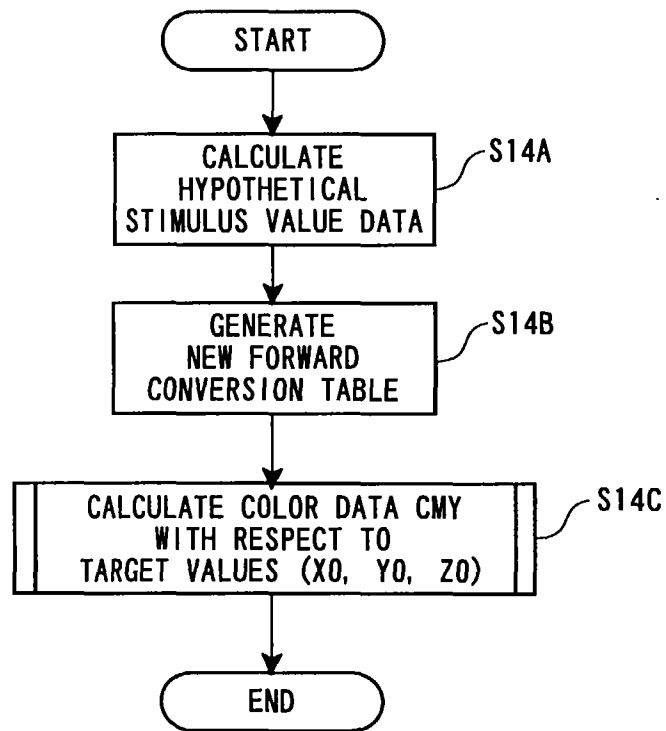 START
CALCULATE
HYPOTHETICAL
STIMULUS VALUE DATA
S14A
GENERATE
NEW FORWARD
CONVERSION TABLE
S14B
CALCULATE COLOR DATA CMY
WITH RESPECT TO
TARGET VALUES (X0, Y0, Z0)
S14C
END